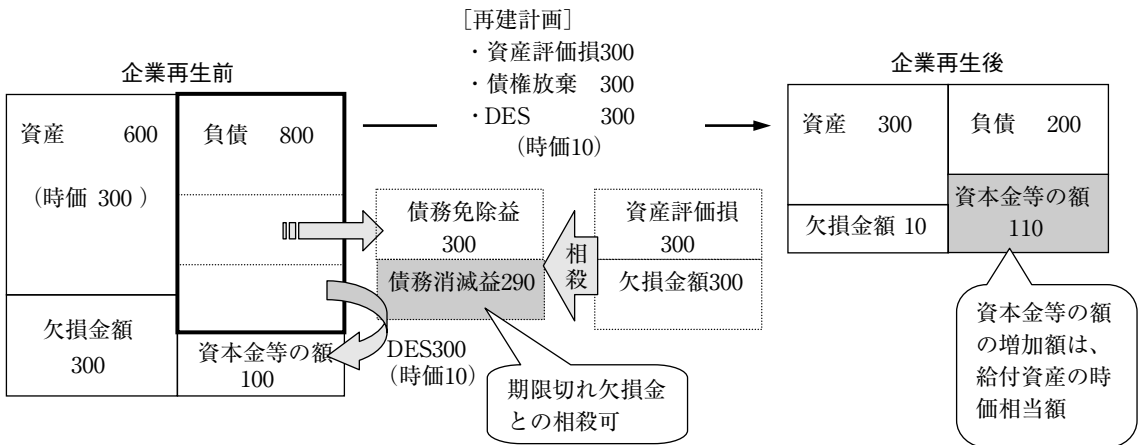 ［再建計画］
・資産評価損300
・債権放棄 300
・DES 300
（時価10）
企業再生前
資産 600
（時価 300 ）
欠損金額
300
負債 800
資本金等の額
100
債務免除益
300
債務消滅益290
DES300
（時価10）
相殺
資産評価損
300
欠損金額300
期限切れ欠損金
との相殺可
企業再生後
資産 300
欠損金額 10
負債 200
資本金等の額
110
資本金等の額
の増加額は、
給付資産の時
価相当額